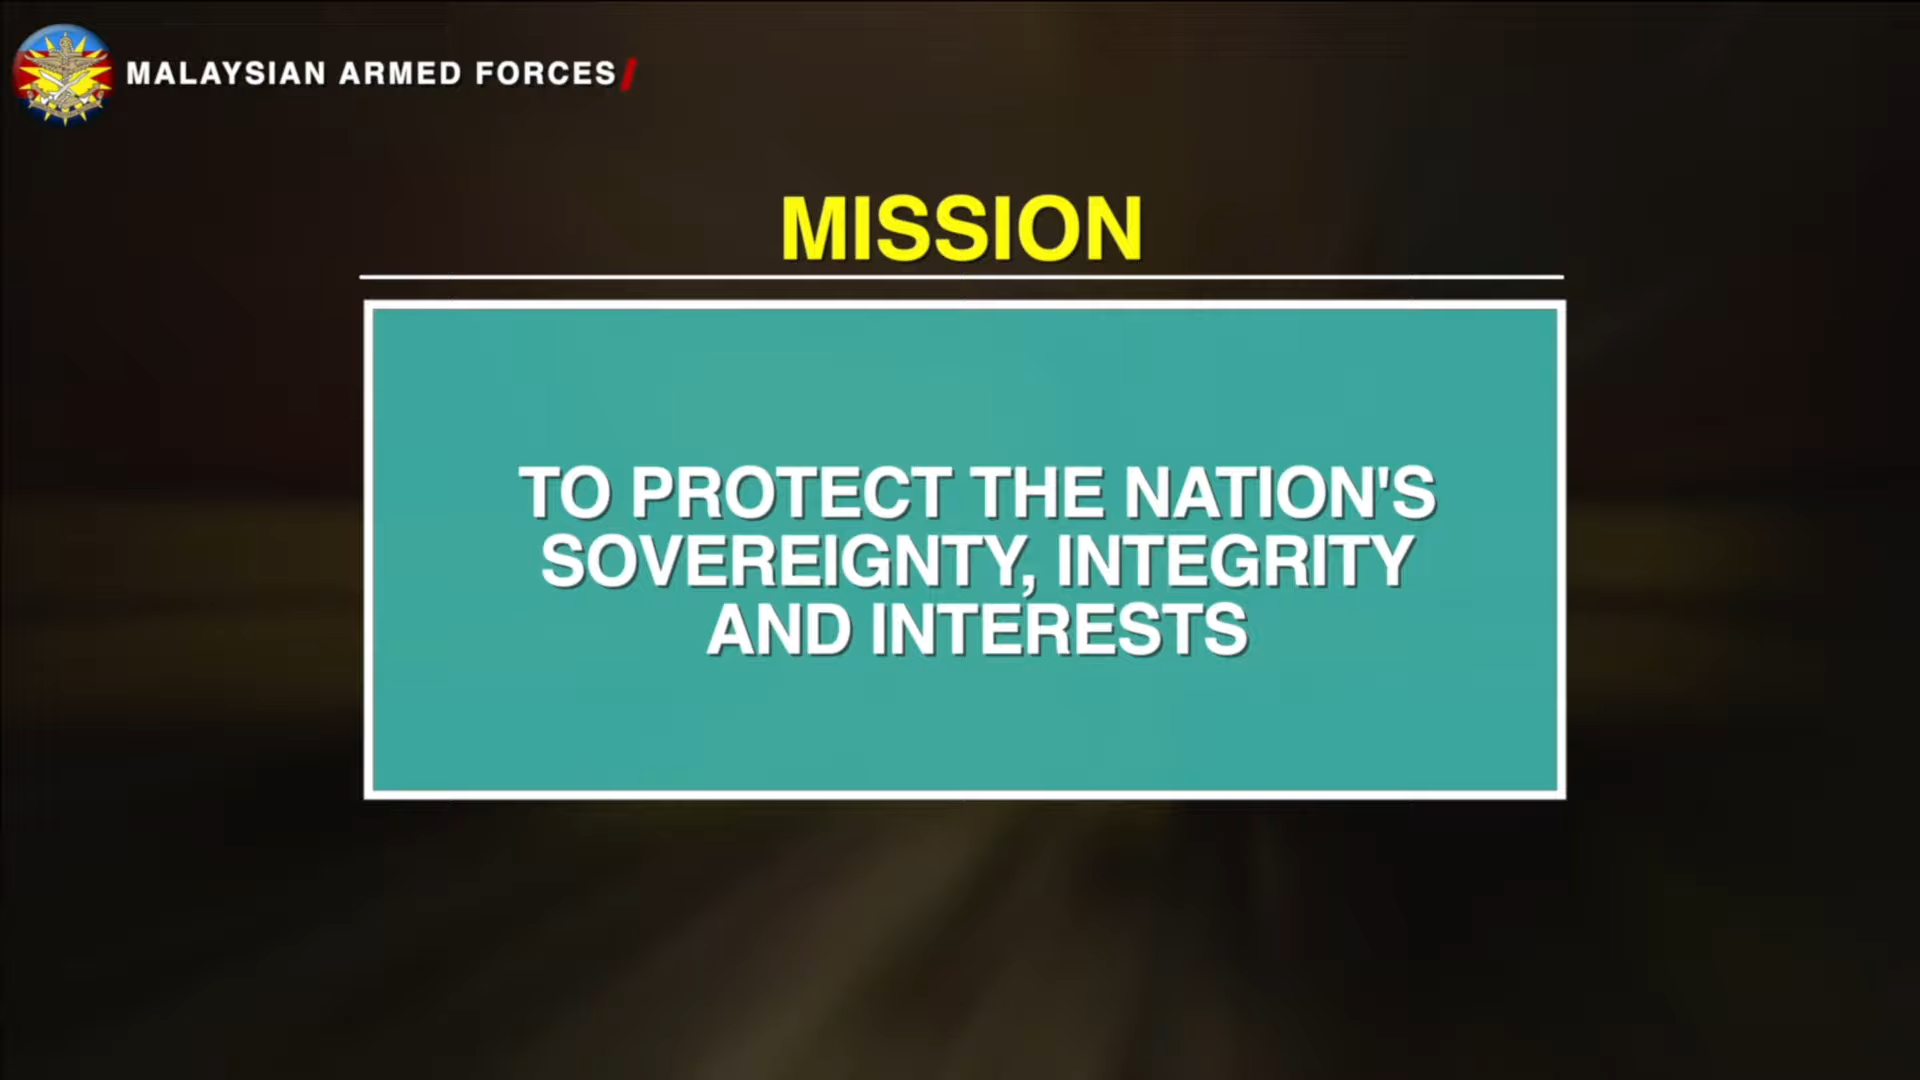 MALAYSIAN ARMED FORCES/
MISSION
TO PROTECT THE NATION'S
SOVEREIGNTY, INTEGRITY
AND INTERESTS